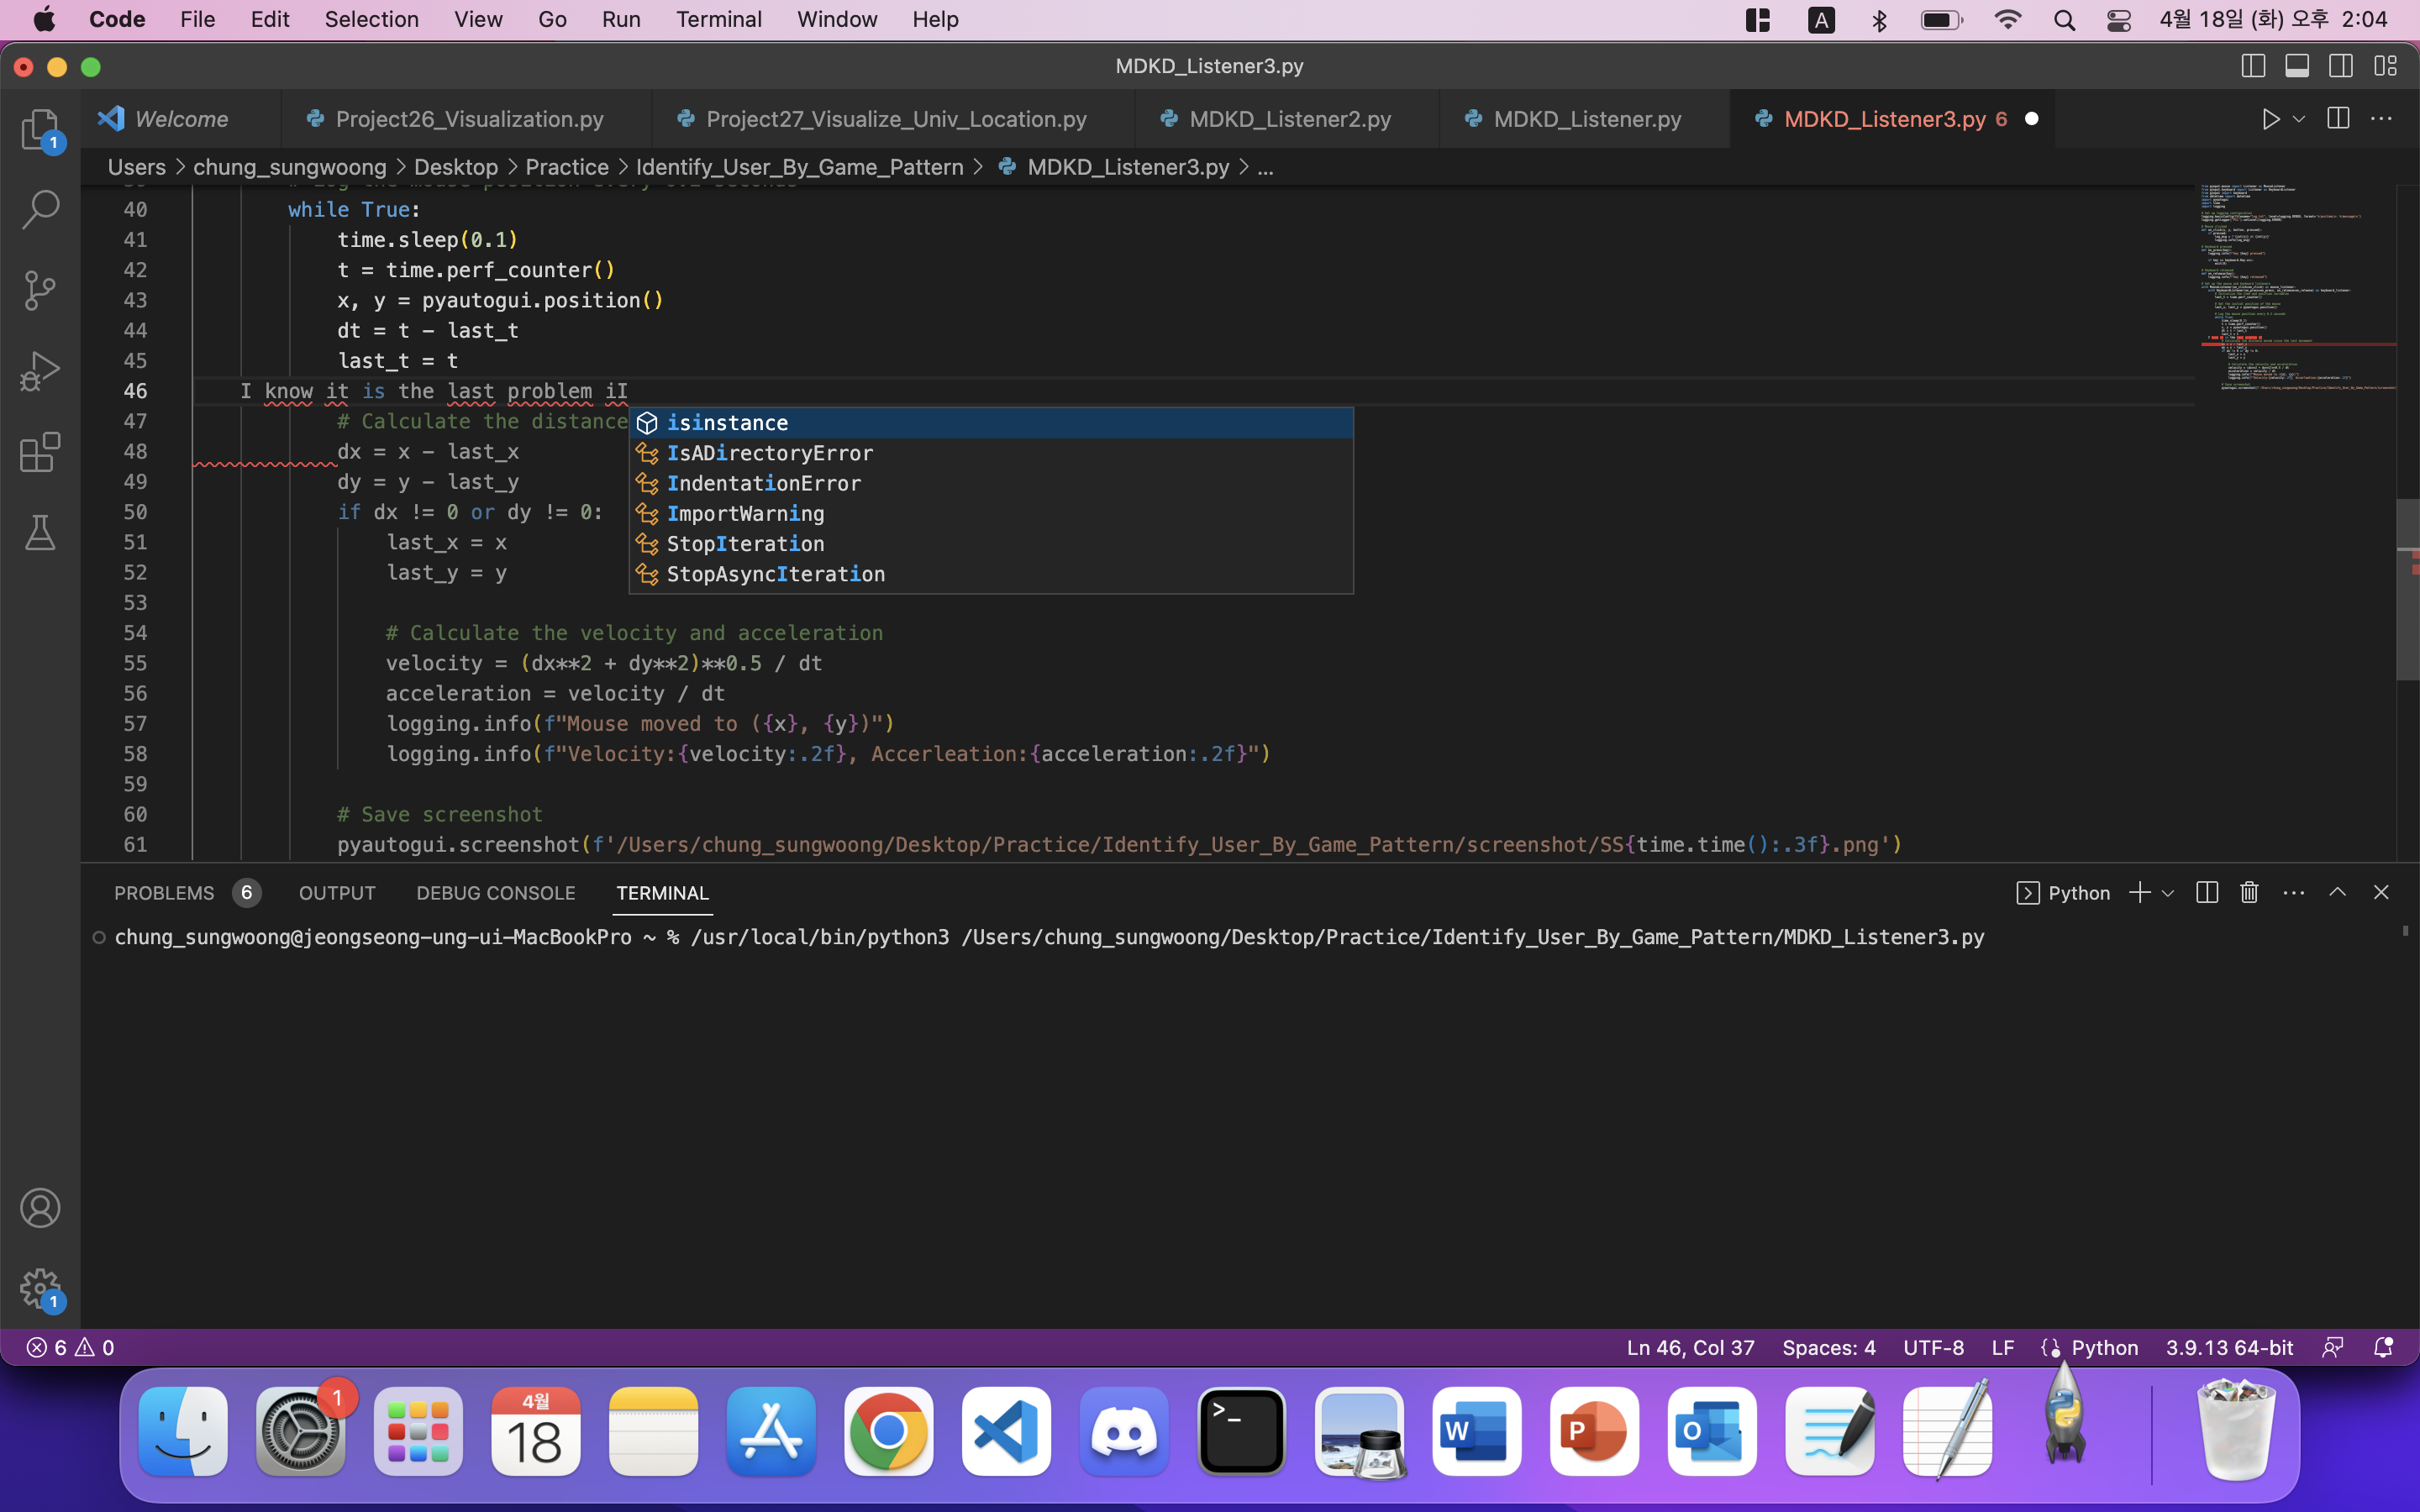 Code File Edit Selection View Go Run Terminal Window Help A 4월 18일 (화) 오후 2:04
MDKD_Listener3.py
Welcome Project26_Visualization.py Project27_Visualize_Univ_Location.py MDKD_Listener2.py MDKD_Listener.py MDKD_Listener3.py 6
1
Users > chung_sungwoong > Desktop > Practice > Identify_User_By_Game_Pattern > MDKD_Listener3.py > ...
40 while True:
41 time.sleep(0.1)
42 t = time.perf_counter()
43 x, y = pyautogui.position()
44 dt = t - last_t
45 last_t = t
46 I know it is the last problem iI
47 # Calculate the distance
48 dx = x - last_x
49 dy = y - last_y
50 if dx != 0 or dy != 0:
51 last_x = x
52 last_y = y
53
54 # Calculate the velocity and acceleration
55 velocity = (dx**2 + dy**2)**0.5 / dt
56 acceleration = velocity / dt
57 logging.info(f"Mouse moved to ({x}, {y})")
58 logging.info(f"Velocity:{velocity:.2f}, Accerleation:{acceleration:.2f}")
59
60 # Save screenshot
61 pyautogui.screenshot(f'/Users/chung_sungwoong/Desktop/Practice/Identify_User_By_Game_Pattern/screenshot/SS{time.time():.3f}.png')
isinstance
IsADirectoryError
IndentationError
ImportWarning
StopIteration
StopAsyncIteration
PROBLEMS 6 OUTPUT DEBUG CONSOLE TERMINAL Python
chung_sungwoong@jeongseong-ung-ui-MacBookPro ~ % /usr/local/bin/python3 /Users/chung_sungwoong/Desktop/Practice/Identify_User_By_Game_Pattern/MDKD_Listener3.py
1
6 0 Ln 46, Col 37 Spaces: 4 UTF-8 LF Python 3.9.13 64-bit
1
4월
18
>_
W
P
O